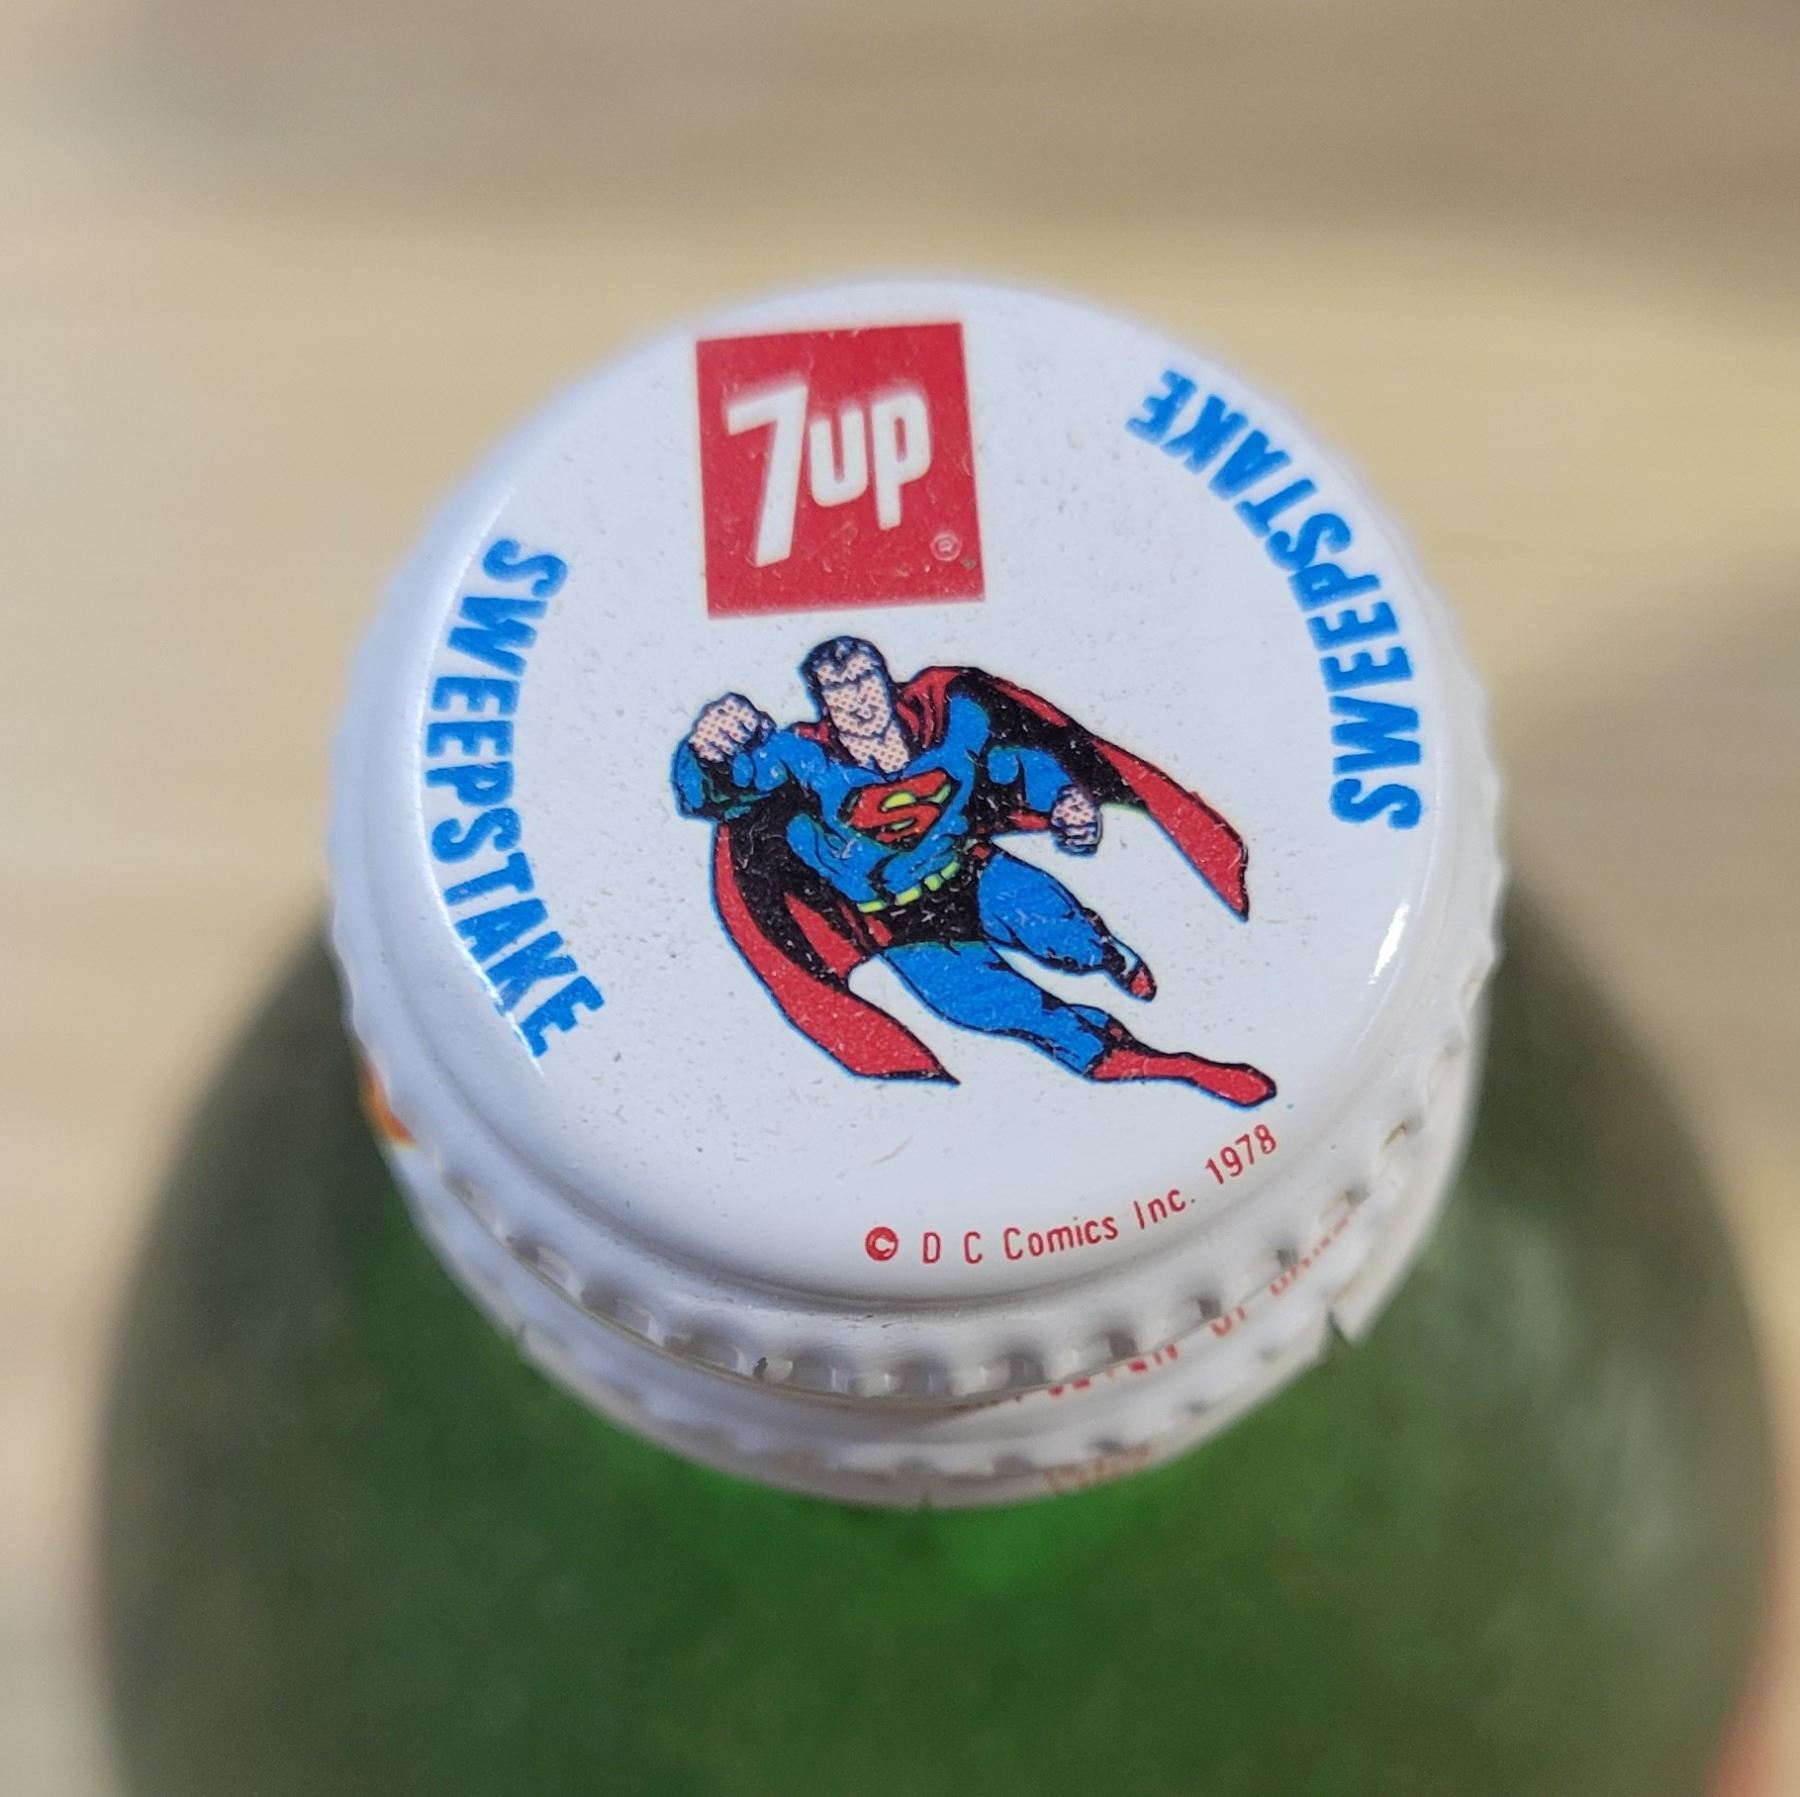 7up
®
SWEEPSTAKE
SWEEPSTAKE
S
© D C Comics Inc. 1978